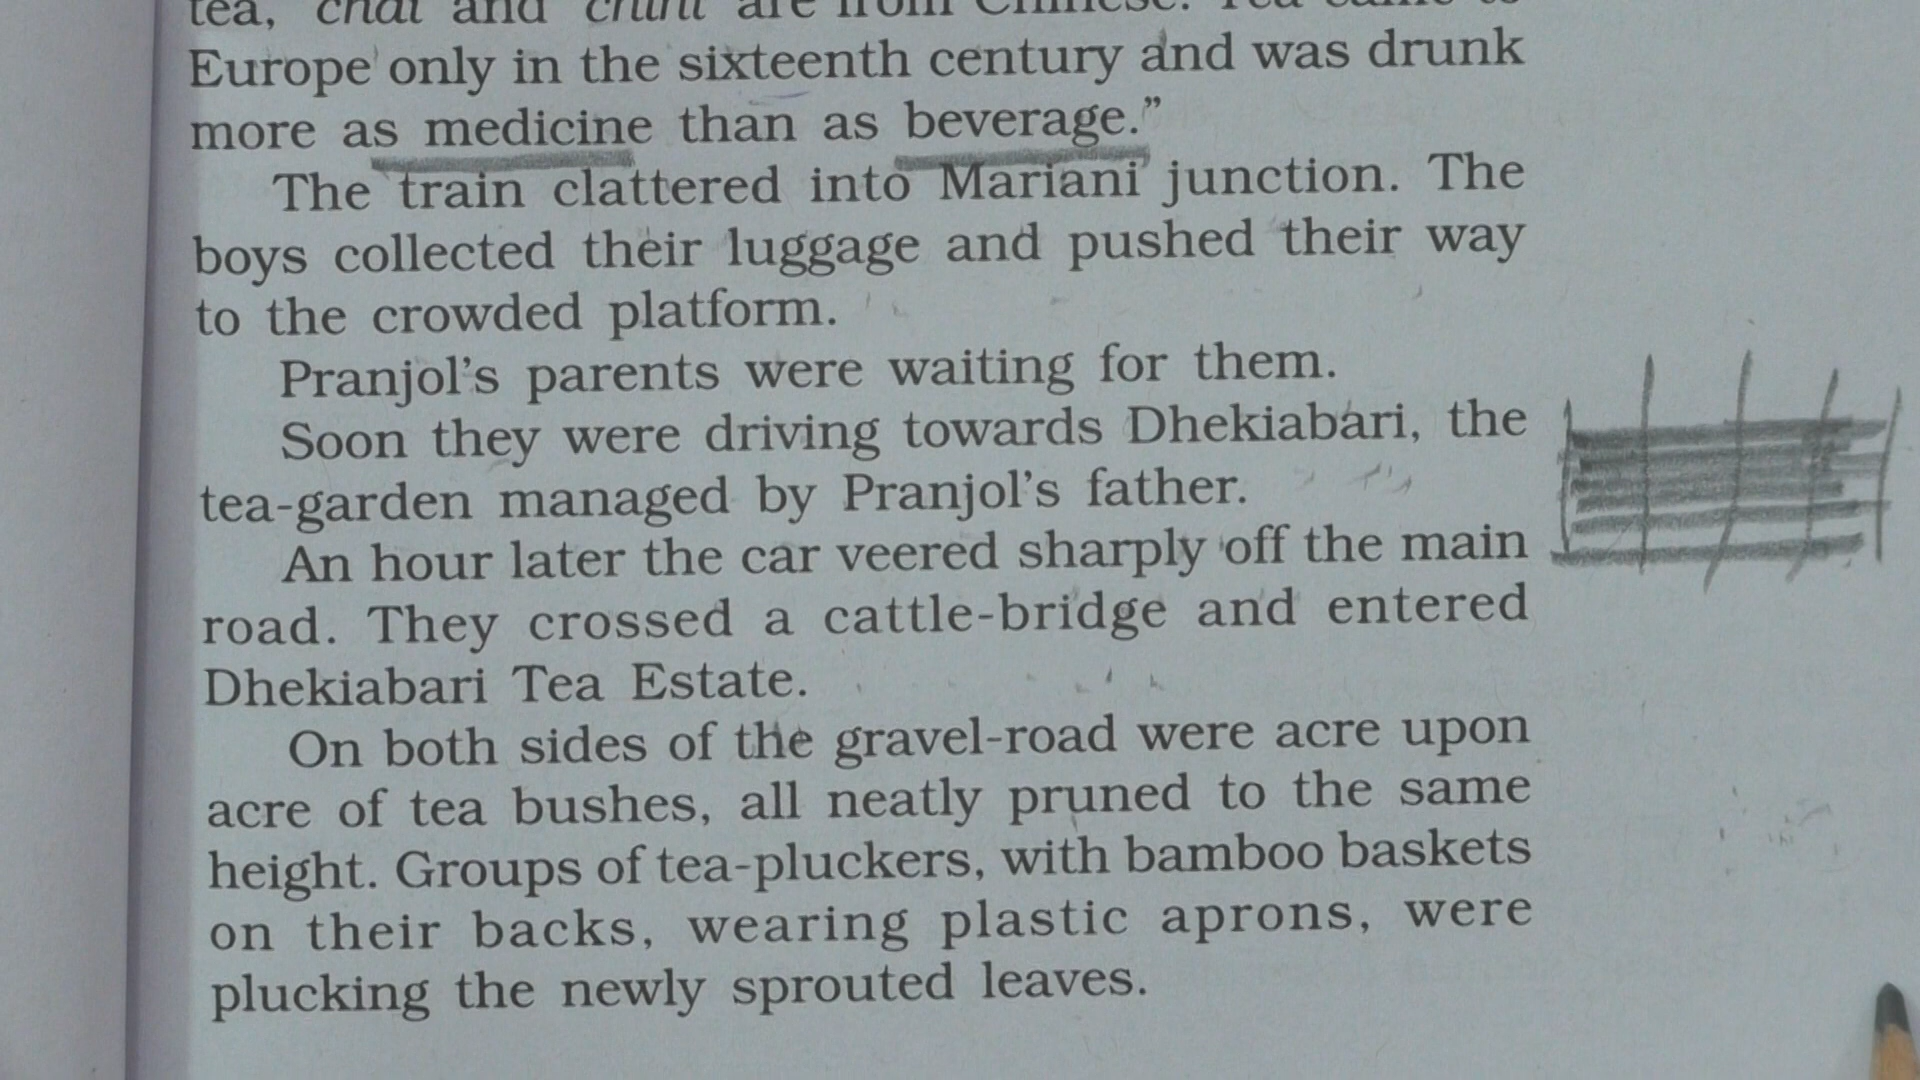 tea, chai and chini are from Chinese. Tea came to
Europe only in the sixteenth century and was drunk
more as medicine than as beverage.”
The train clattered into Mariani junction. The
boys collected their luggage and pushed their way
to the crowded platform.
Pranjol’s parents were waiting for them.
Soon they were driving towards Dhekiabari, the
tea-garden managed by Pranjol’s father.
An hour later the car veered sharply off the main
road. They crossed a cattle-bridge and entered
Dhekiabari Tea Estate.
On both sides of the gravel-road were acre upon
acre of tea bushes, all neatly pruned to the same
height. Groups of tea-pluckers, with bamboo baskets
on their backs, wearing plastic aprons, were
plucking the newly sprouted leaves.